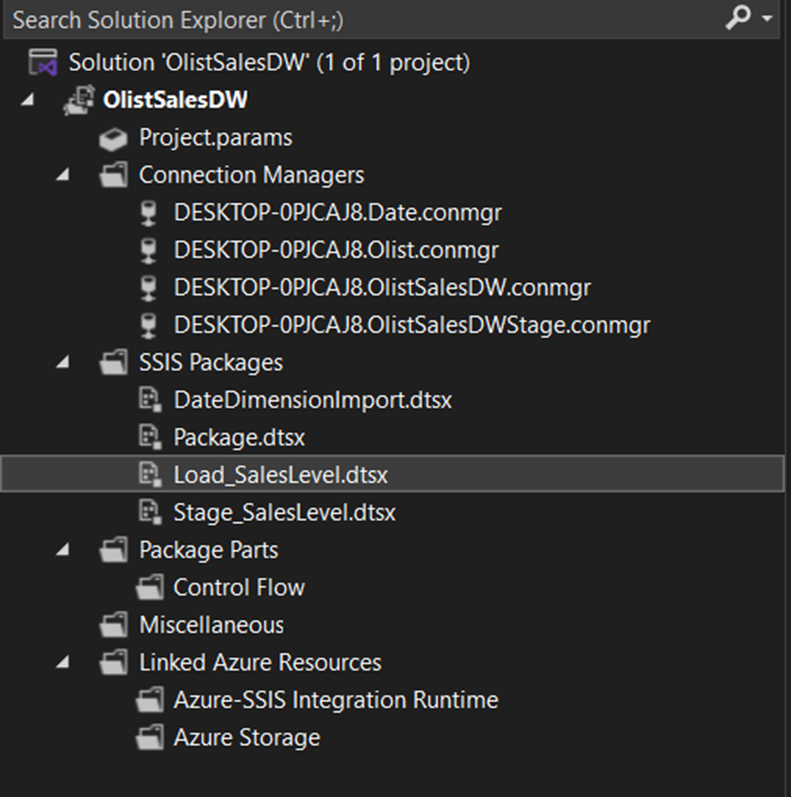 Search Solution Explorer (Ctrl+;)
Solution 'OlistSalesDW' (1 of 1 project)
OlistSalesDW
Project.params
Connection Managers
DESKTOP-0PJCAJ8.Date.conmgr
DESKTOP-0PJCAJ8.Olist.conmgr
DESKTOP-0PJCAJ8.OlistSalesDW.conmgr
DESKTOP-0PJCAJ8.OlistSalesDWStage.conmgr
SSIS Packages
DateDimensionImport.dtsx
Package.dtsx
Load_SalesLevel.dtsx
Stage_SalesLevel.dtsx
Package Parts
Control Flow
Miscellaneous
Linked Azure Resources
Azure-SSIS Integration Runtime
Azure Storage